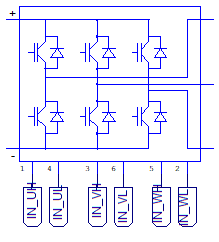 +
-
1 4 3 6 5 2
IN_UH IN_UL IN_VH IN_VL IN_WH IN_WL